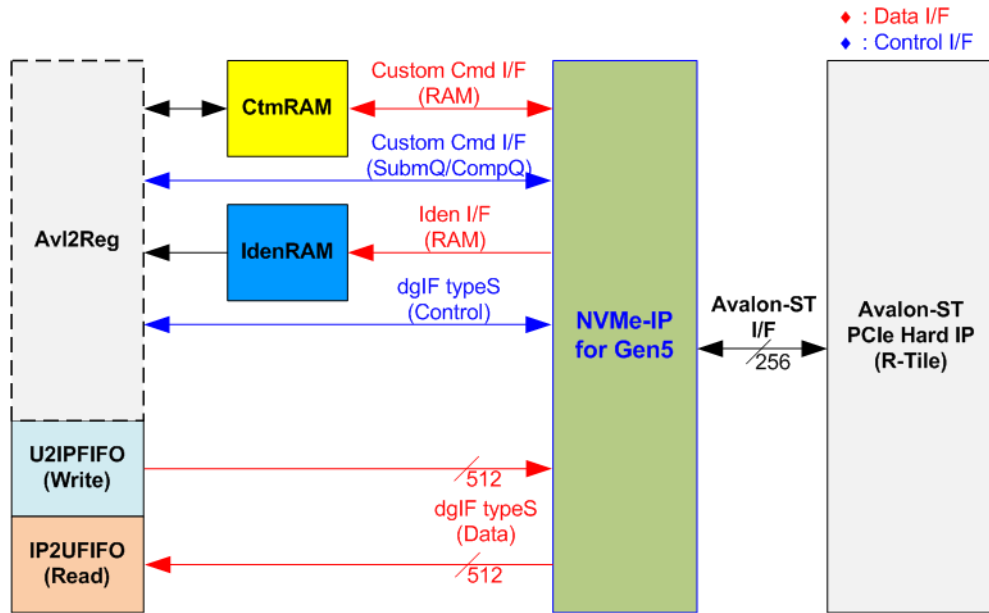 ♦ : Data I/F
♦ : Control I/F
Custom Cmd I/F
(RAM)
CtmRAM
Custom Cmd I/F
(SubmQ/CompQ)
Avl2Reg
Iden I/F
(RAM)
IdenRAM
dgIF typeS
(Control)
NVMe-IP
for Gen5
Avalon-ST
I/F
256
Avalon-ST
PCIe Hard IP
(R-Tile)
U2IPFIFO
(Write)
512
dgIF typeS
(Data)
IP2UFIFO
(Read)
512